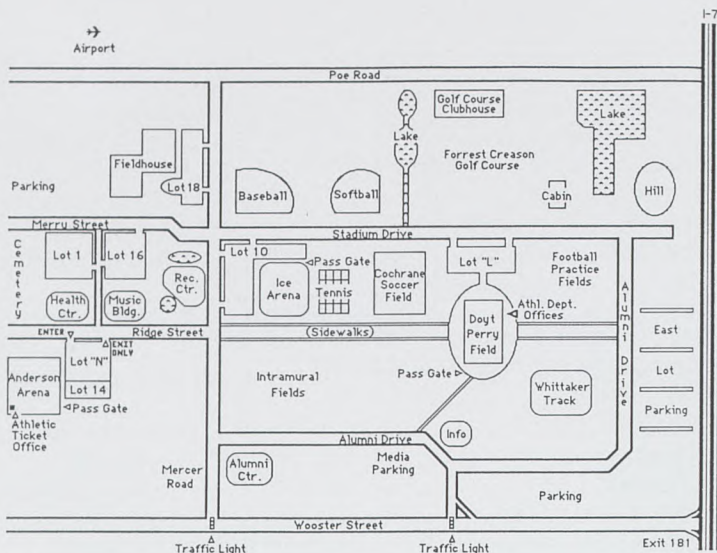 I-7
Airport
Poe Road
Golf Course
Clubhouse
Lake
Lake
Fieldhouse
Lot 18
Parking
Forrest Creason
Golf Course
Baseball
Softball
Cabin
Hill
Merry Street
Stadium Drive
Cemetery
Lot 1
Lot 16
Rec.
Ctr.
Lot 10
Pass Gate
Ice
Arena
Tennis
Cochrane
Soccer
Field
Lot "L"
Football
Practice
Fields
Health
Ctr.
Music
Bldg.
Athl. Dept.
Offices
Doyt
Perry
Field
Alumni Drive
East
Lot
Parking
ENTER
Ridge Street
(Sidewalks)
EXIT
ONLY
Lot "N"
Anderson
Arena
Lot 14
Pass Gate
Intramural
Fields
Pass Gate
Whittaker
Track
Athletic
Ticket
Office
Alumni Drive
Info
Mercer
Road
Alumni
Ctr.
Media
Parking
Parking
Wooster Street
Traffic Light
Traffic Light
Exit 181